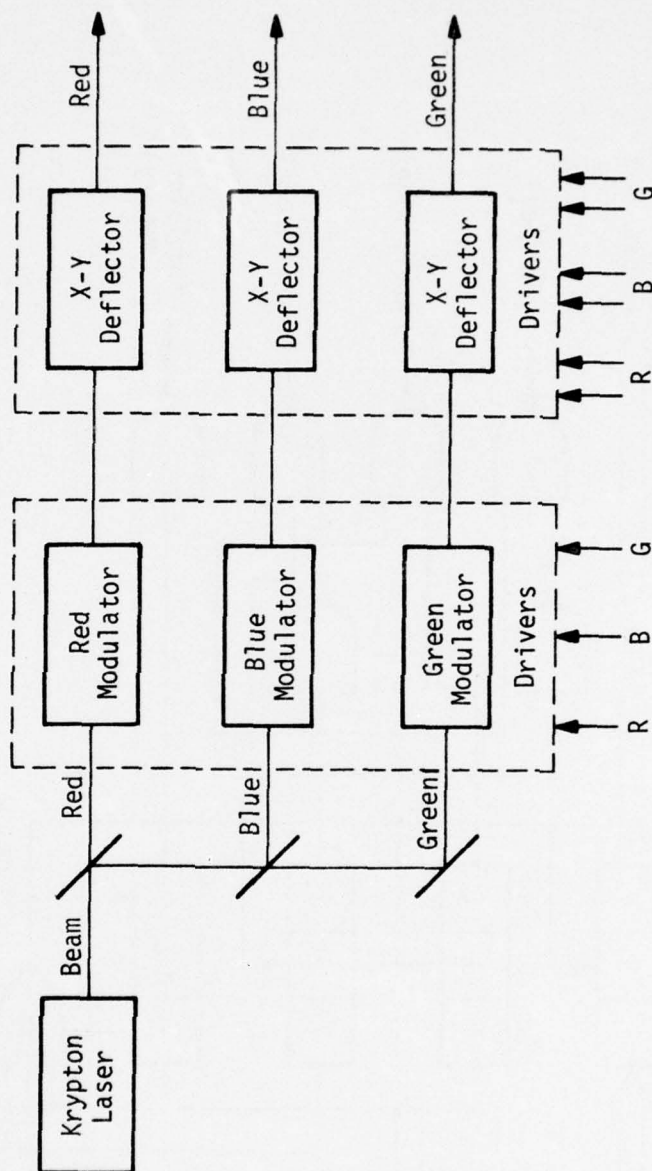 Krypton
Laser
Beam
Red
Blue
Green
Red
Modulator
Blue
Modulator
Green
Modulator
Drivers
R
B
G
X-Y
Deflector
X-Y
Deflector
X-Y
Deflector
Drivers
R
B
G
Red
Blue
Green